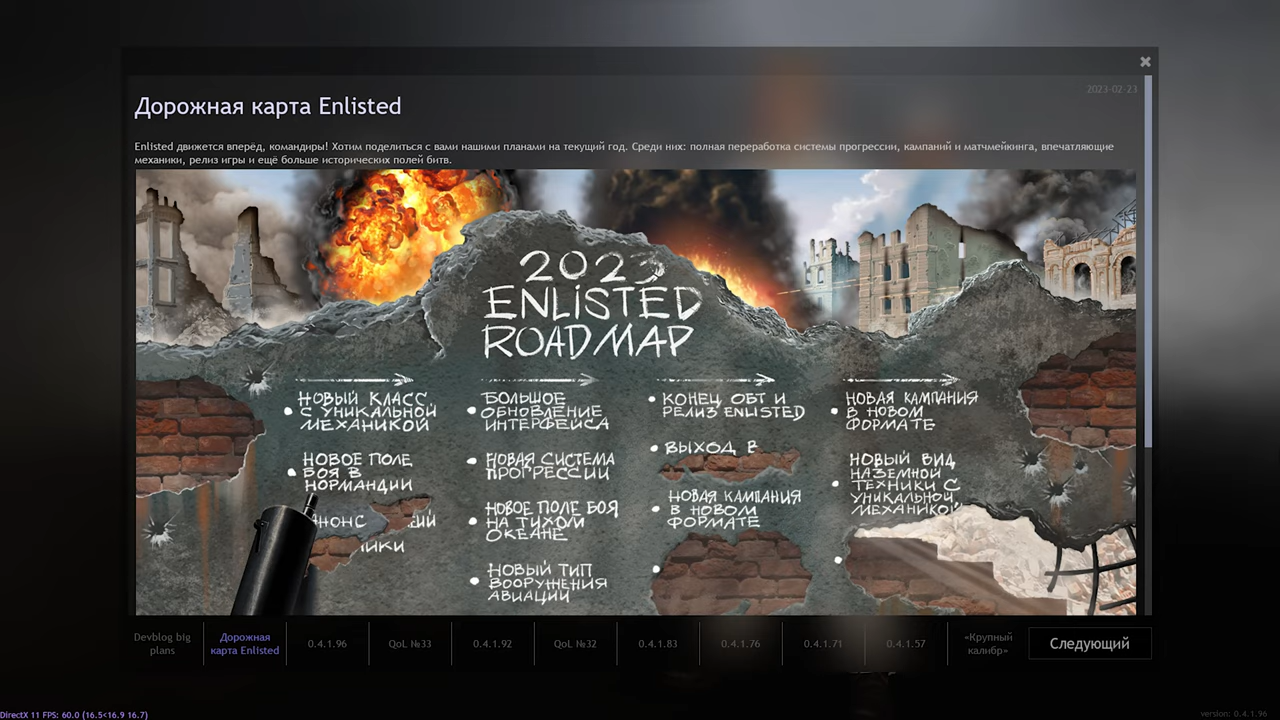 2023-02-23
Дорожная карта Enlisted
Enlisted движется вперёд, командиры! Хотим поделиться с вами нашими планами на текущий год. Среди них: полная переработка системы прогрессии, кампаний и матчмейкинга, впечатляющие
механики, релиз игры и ещё больше исторических полей битв.
2023
ENLISTED
ROADMAP
НОВЫЙ КЛАСС
С УНИКАЛЬНОЙ
МЕХАНИКОЙ
НОВОЕ ПОЛЕ
БОЯ В
НОРМАНДИИ
БОЛЬШОЕ
ОБНОВЛЕНИЕ
ИНТЕРФЕЙСА
НОВАЯ СИСТЕМА
ПРОГРЕССИИ
НОВОЕ ПОЛЕ БОЯ
НА ТИХОМ
ОКЕАНЕ
НОВЫЙ ТИП
ВООРУЖЕНИЯ
АВИАЦИИ
КОНЕЦ ОБТ И
РЕЛИЗ ENLISTED
ВЫХОД В
НОВАЯ КАМПАНИЯ
В НОВОМ
ФОРМАТЕ
НОВАЯ КАМПАНИЯ
В НОВОМ
ФОРМАТЕ
НОВЫЙ ВИД
НАЗЕМНОЙ
ТЕХНИКИ С
УНИКАЛЬНОЙ
МЕХАНИКОЙ
Devblog big
plans
Дорожная
карта Enlisted
0.4.1.96
QoL №33
0.4.1.92
QoL №32
0.4.1.83
0.4.1.76
0.4.1.71
0.4.1.57
«Крупный
калибр»
Следующий
DirectX 11 FPS: 60.0 (16.5<16.9 16.7)
version: 0.4.1.96